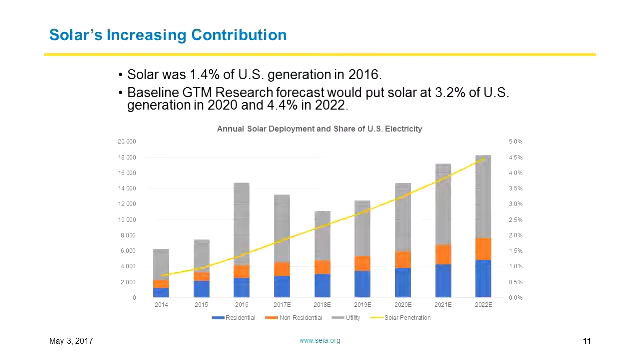 Solar's Increasing Contribution
• Solar was 1.4% of U.S. generation in 2016.
• Baseline GTM Research forecast would put solar at 3.2% of U.S.
generation in 2020 and 4.4% in 2022.
Annual Solar Deployment and Share of U.S. Electricity
20 000 5.0%
18 000 4.5%
16 000 4.0%
14 000 3.5%
12 000 3.0%
10 000 2.5%
8 000 2.0%
6 000 1.5%
4 000 1.0%
2 000 0.5%
0 0.0%
2014 2015 2016 2017E 2018E 2019E 2020E 2021E 2022E
Residential Non-Residential Utility Solar Penetration
May 3, 2017 www.seia.org 11